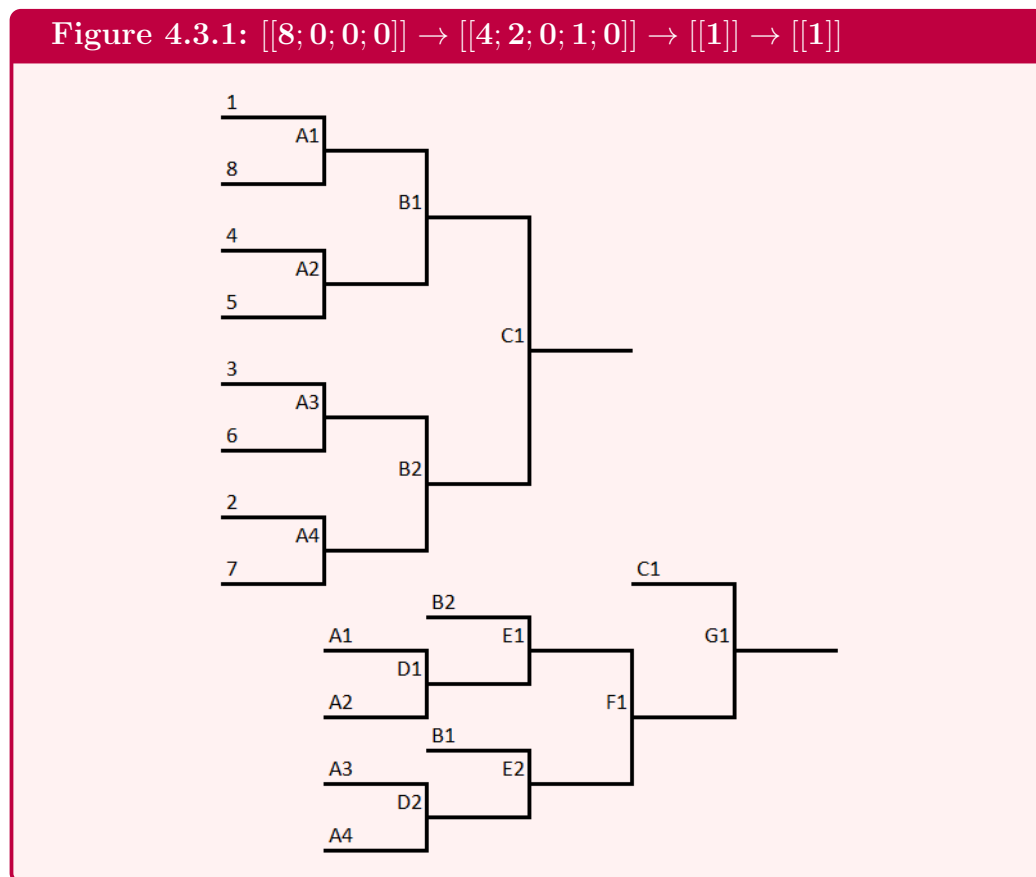 Figure 4.3.1: [[8; 0; 0; 0]] → [[4; 2; 0; 1; 0]] → [[1]] → [[1]]
1
A1
8
B1
4
A2
5
C1
3
A3
6
B2
2
A4
7
C1
B2
A1
E1
G1
D1
A2
F1
B1
A3
E2
D2
A4